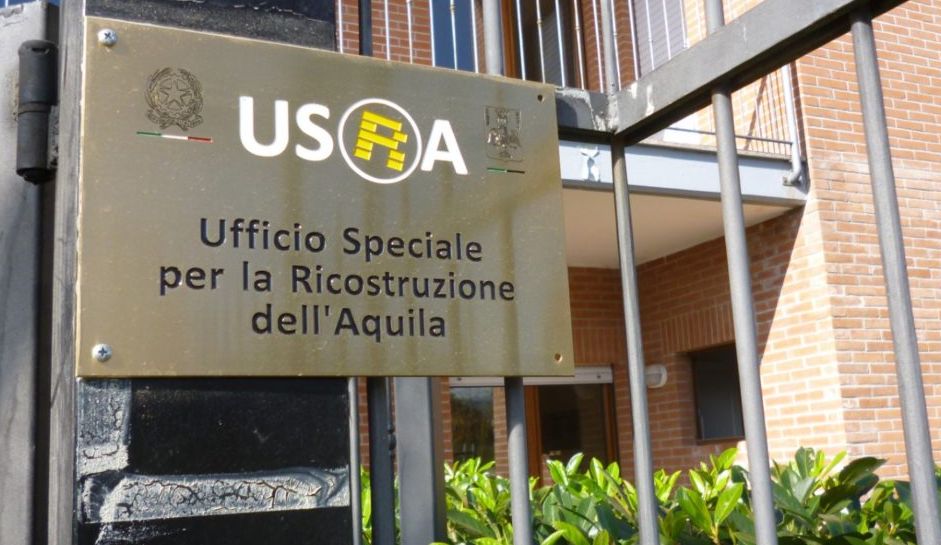 USRA
Ufficio Speciale
per la Ricostruzione
dell'Aquila